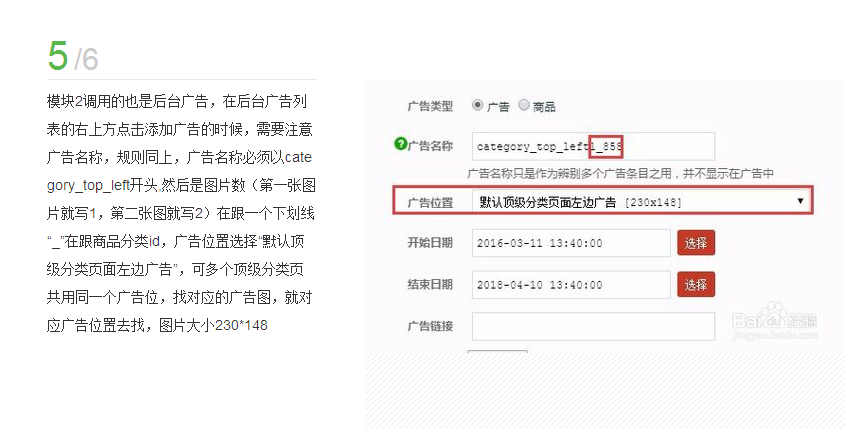 5/6
模块2调用的也是后台广告，在后台广告列
表的右上方点击添加广告的时候，需要注意
广告名称，规则同上，广告名称必须以cate
gory_top_left开头,然后是图片数（第一张图
片就写1，第二张图就写2）在跟一个下划线
“_”在跟商品分类id，广告位置选择“默认顶
级分类页面左边广告”，可多个顶级分类页
共用同一个广告位，找对应的广告图，就对
应广告位置去找，图片大小230*148
广告类型 广告 商品
?广告名称 category_top_left1_858
广告名称只是作为辨别多个广告条目之用，并不显示在广告中
广告位置 默认顶级分类页面左边广告 [230x148]
开始日期 2016-03-11 13:40:00 选择
结束日期 2018-04-10 13:40:00 选择
广告链接
Baidu经验
jingyan.baidu.com